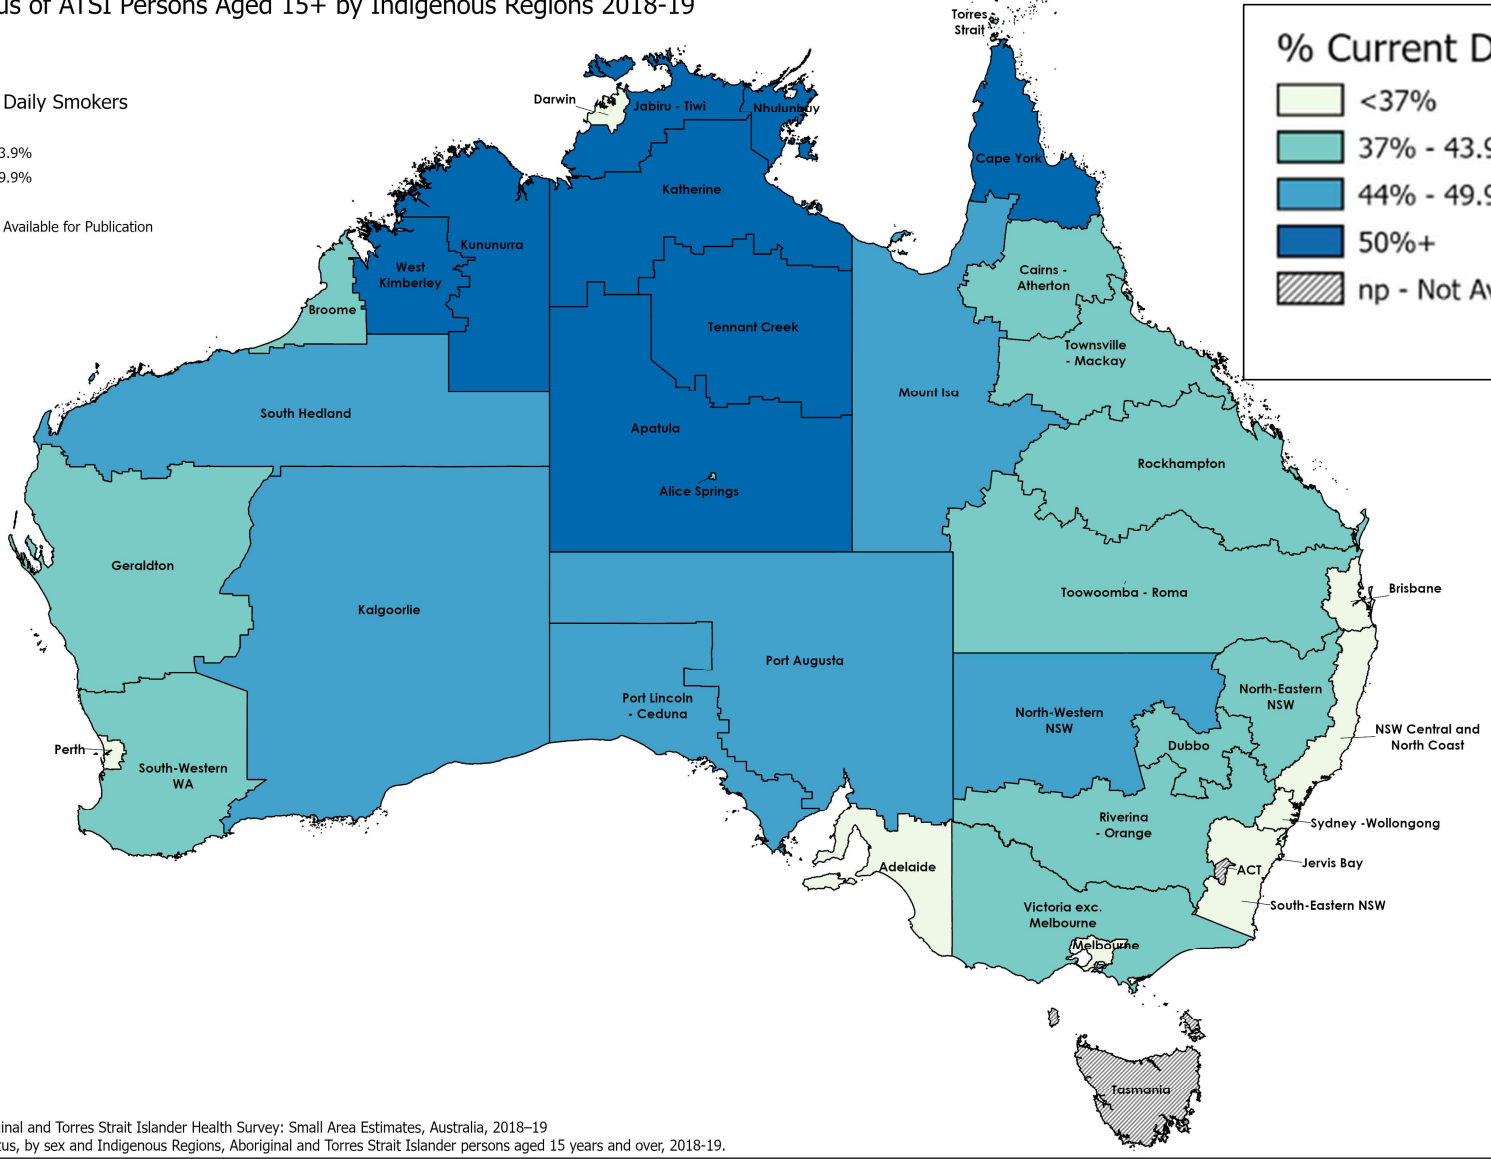 us of ATSI Persons Aged 15+ by Indigenous Regions 2018-19
Daily Smokers
3.9%
9.9%
Available for Publication
% Current D
<37%
37% - 43.9
44% - 49.9
50%+
np - Not Av
Torres
Strait
Darwin
Jabiru - Tiwi
Nhulunbuy
Cape York
Katherine
Kununurra
West
Kimberley
Broome
Cairns -
Atherton
Tennant Creek
Townsville
- Mackay
Mount Isa
South Hedland
Apatula
Rockhampton
Alice Springs
Geraldton
Toowoomba - Roma
Brisbane
Kalgoorlie
Port Augusta
Port Lincoln
- Ceduna
North-Western
NSW
North-Eastern
NSW
NSW Central and
North Coast
Dubbo
Perth
South-Western
WA
Riverina
- Orange
Sydney -Wollongong
Adelaide
Jervis Bay
ACT
South-Eastern NSW
Victoria exc.
Melbourne
Melbourne
Tasmania
inal and Torres Strait Islander Health Survey: Small Area Estimates, Australia, 2018–19
tus, by sex and Indigenous Regions, Aboriginal and Torres Strait Islander persons aged 15 years and over, 2018-19.